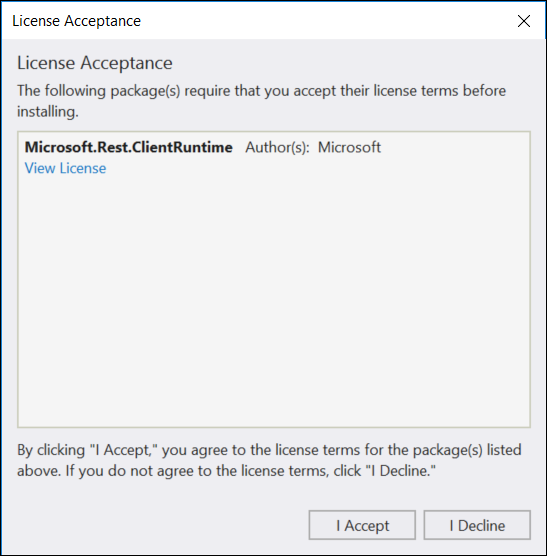 License Acceptance
License Acceptance
The following package(s) require that you accept their license terms before
installing.
Microsoft.Rest.ClientRuntime Author(s): Microsoft
View License
By clicking "I Accept," you agree to the license terms for the package(s) listed
above. If you do not agree to the license terms, click "I Decline."
I Accept I Decline